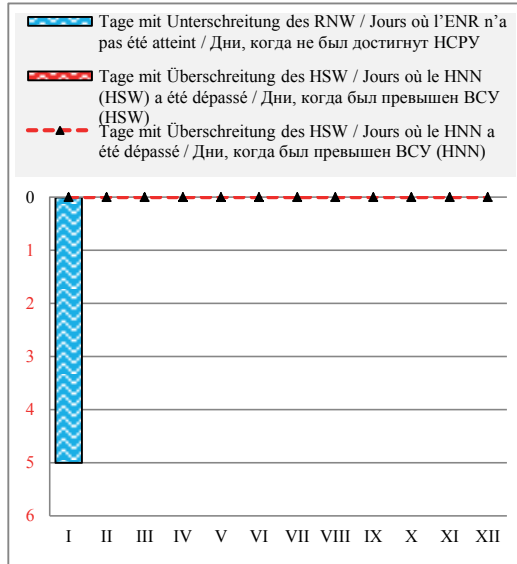 Tage mit Unterschreitung des RNW / Jours où l’ENR n’a
pas été atteint / Дни, когда не был достигнут НСРУ
Tage mit Überschreitung des HSW / Jours où le HNN
(HSW) a été dépassé / Дни, когда был превышен ВСУ
(HSW)
Tage mit Überschreitung des HSW / Jours où le HNN a
été dépassé / Дни, когда был превышен ВСУ (HNN)
0
1
2
3
4
5
6
I II III IV V VI VII VIII IX X XI XII